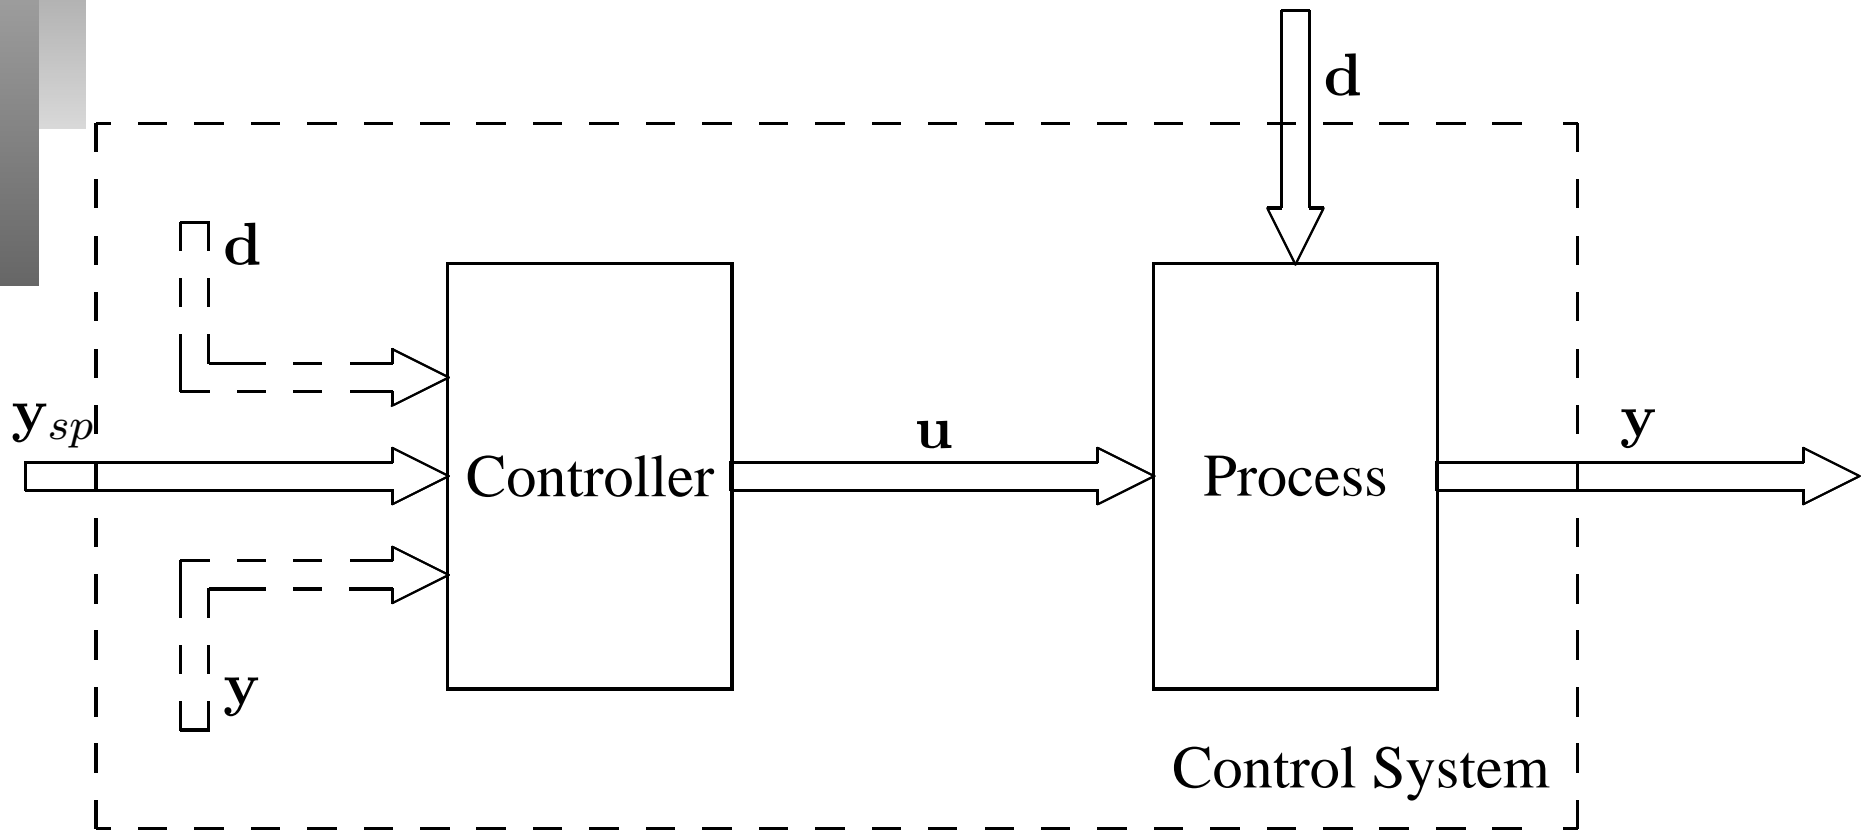 d
d
y_sp
u
y
Controller
Process
y
Control System